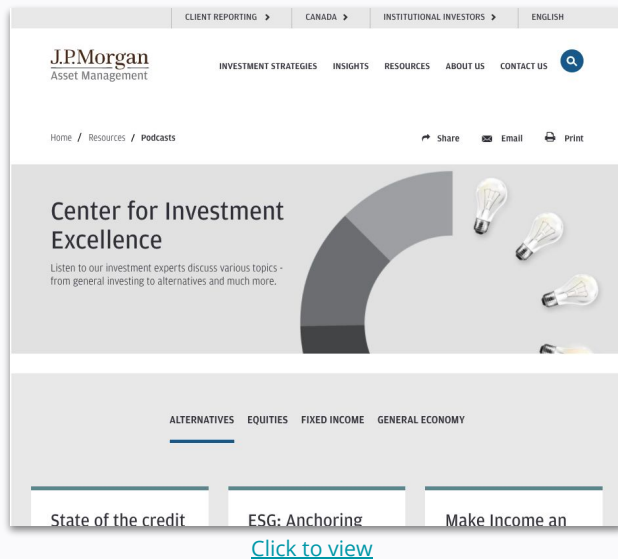 CLIENT REPORTING > CANADA > INSTITUTIONAL INVESTORS > ENGLISH
J.P.Morgan
Asset Management
INVESTMENT STRATEGIES INSIGHTS RESOURCES ABOUT US CONTACT US
Home / Resources / Podcasts
Share Email Print
Center for Investment
Excellence
Listen to our investment experts discuss various topics -
from general investing to alternatives and much more.
ALTERNATIVES EQUITIES FIXED INCOME GENERAL ECONOMY
State of the credit
ESG: Anchoring
Make Income an
Click to view